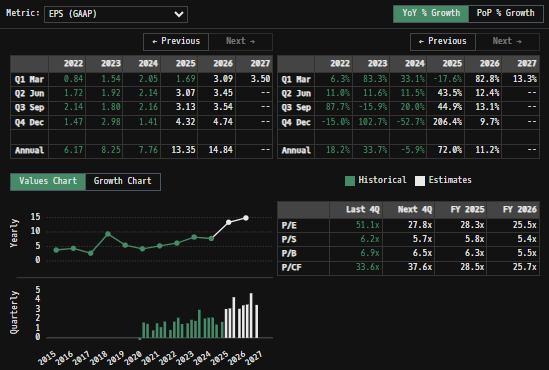 Metric: EPS (GAAP) YoY % Growth PoP % Growth
← Previous Next → ← Previous Next →
2022 2023 2024 2025 2026 2027 2022 2023 2024 2025 2026 2027
Q1 Mar 0.84 1.54 2.05 1.69 3.09 3.50 Q1 Mar 6.3% 83.3% 33.1% -17.6% 82.8% 13.3%
Q2 Jun 1.72 1.92 2.14 3.07 3.45 -- Q2 Jun 11.0% 11.6% 11.5% 43.5% 12.4% --
Q3 Sep 2.14 1.80 2.16 3.13 3.54 -- Q3 Sep 87.7% -15.9% 20.0% 44.9% 13.1% --
Q4 Dec 1.47 2.98 1.41 4.32 4.74 -- Q4 Dec -15.0% 102.7% -52.7% 206.4% 9.7% --
Annual 6.17 8.25 7.76 13.35 14.84 -- Annual 18.2% 33.7% -5.9% 72.0% 11.2% --
Values Chart Growth Chart Historical Estimates
Last 4Q Next 4Q FY 2025 FY 2026
P/E 51.1x 27.8x 28.3x 25.5x
P/S 6.2x 5.7x 5.8x 5.4x
P/B 6.9x 6.5x 6.3x 5.5x
P/CF 33.6x 37.6x 28.5x 25.7x
Yearly
15
10
5
0
Quarterly
5
4
3
2
1
0
2015 2016 2017 2018 2019 2020 2021 2022 2023 2024 2025 2026 2027